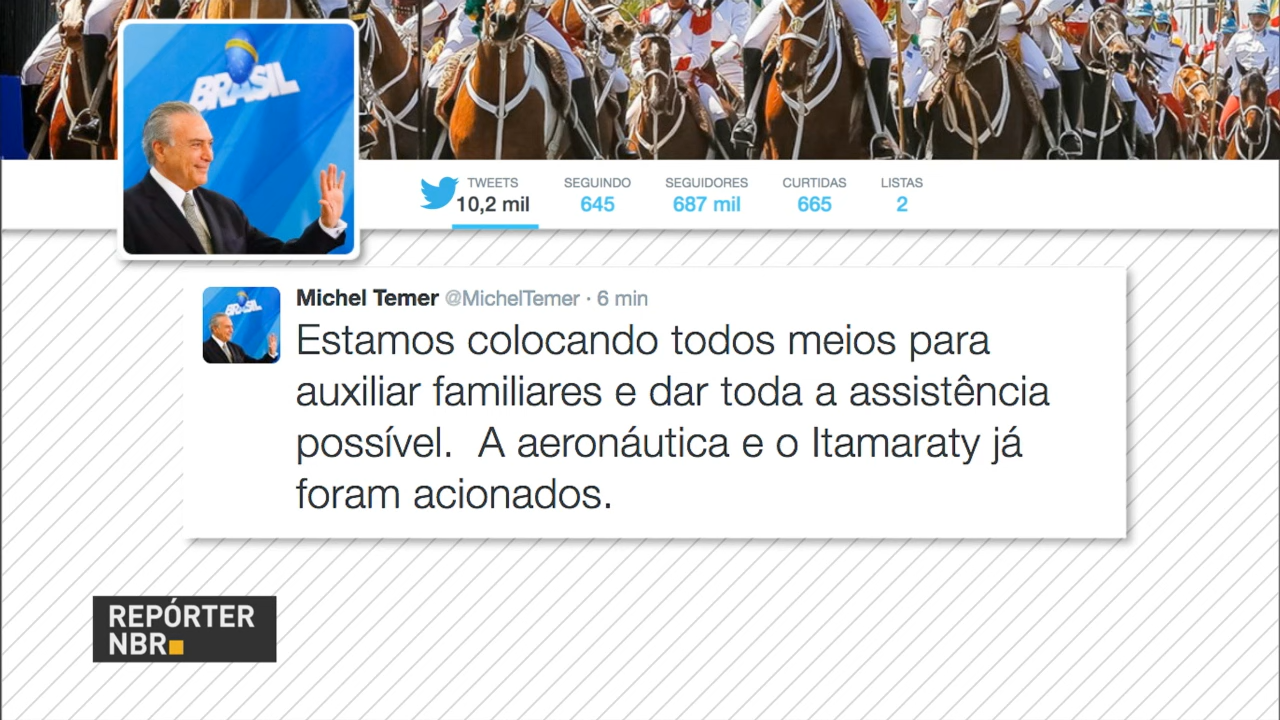 BRASIL
TWEETS SEGUINDO SEGUIDORES CURTIDAS LISTAS
10,2 mil 645 687 mil 665 2
BRASIL
Michel Temer @MichelTemer · 6 min
Estamos colocando todos meios para
auxiliar familiares e dar toda a assistência
possível. A aeronáutica e o Itamaraty já
foram acionados.
REPÓRTER
NBR